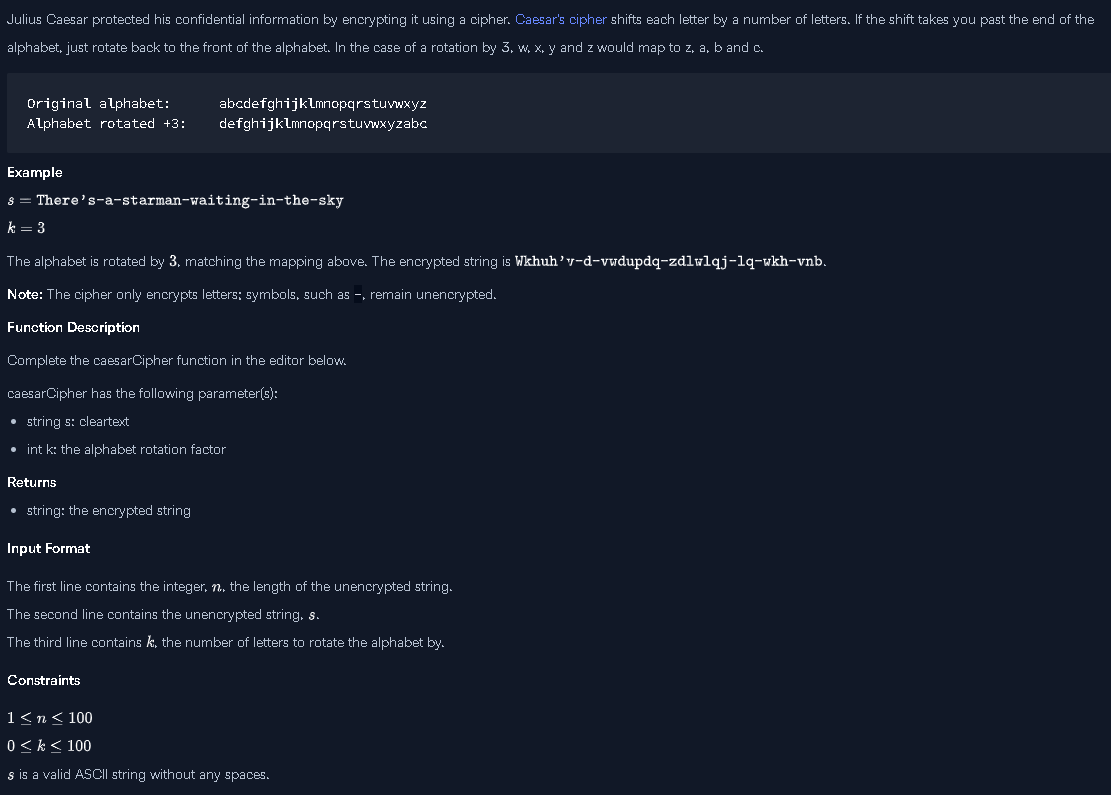 Julius Caesar protected his confidential information by encrypting it using a cipher. Caesar's cipher shifts each letter by a number of letters. If the shift takes you past the end of the
alphabet, just rotate back to the front of the alphabet. In the case of a rotation by 3, w, x, y and z would map to z, a, b and c.
Original alphabet:      abcdefghijklmnopqrstuvwxyz
Alphabet rotated +3:    defghijklmnopqrstuvwxyzabc
Example
s = There's-a-starman-waiting-in-the-sky
k = 3
The alphabet is rotated by 3, matching the mapping above. The encrypted string is Wkhuh'v-d-vwdupdq-zdlwlqj-lq-wkh-vnb.
Note: The cipher only encrypts letters; symbols, such as -, remain unencrypted.
Function Description
Complete the caesarCipher function in the editor below.
caesarCipher has the following parameter(s):
• string s: cleartext
• int k: the alphabet rotation factor
Returns
• string: the encrypted string
Input Format
The first line contains the integer, n, the length of the unencrypted string.
The second line contains the unencrypted string, s.
The third line contains k, the number of letters to rotate the alphabet by.
Constraints
1 ≤ n ≤ 100
0 ≤ k ≤ 100
s is a valid ASCII string without any spaces.